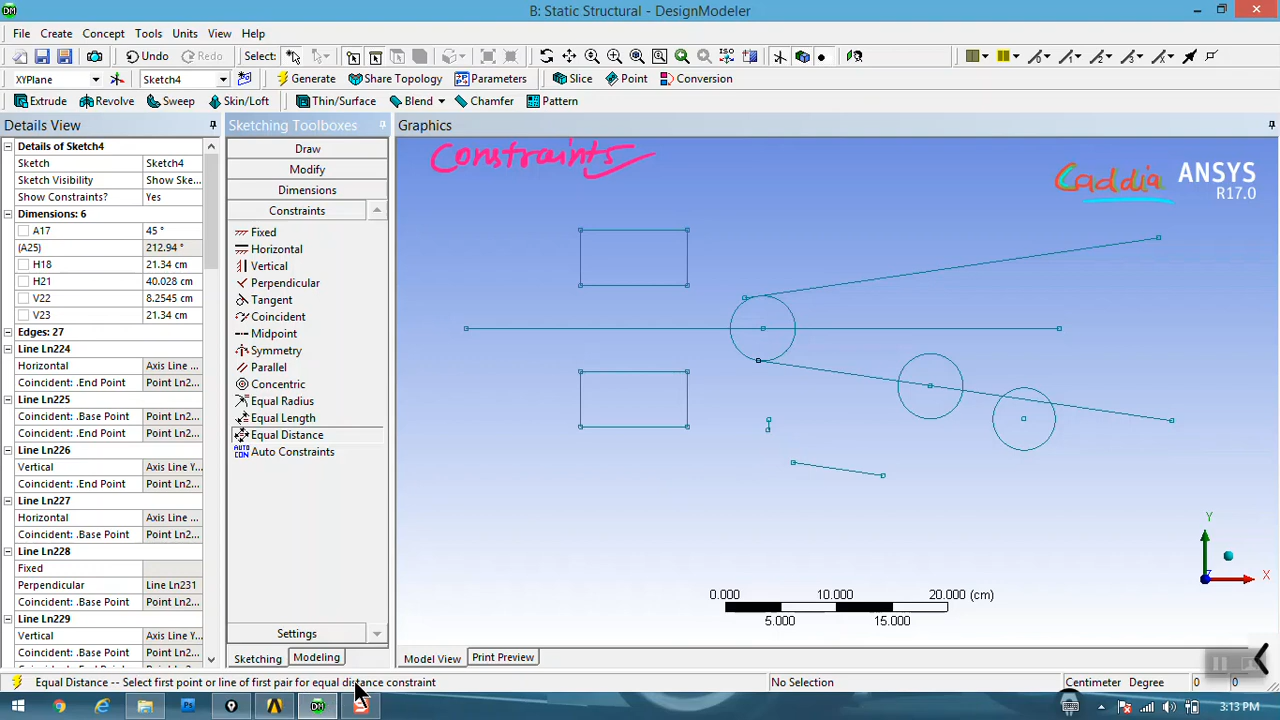 B: Static Structural - DesignModeler
File Create Concept Tools Units View Help
Undo Redo Select:
XYPlane Sketch4 Generate Share Topology Parameters Slice Point Conversion
Extrude Revolve Sweep Skin/Loft Thin/Surface Blend Chamfer Pattern
Details View
Details of Sketch4
Sketch Sketch4
Sketch Visibility Show Ske...
Show Constraints? Yes
Dimensions: 6
A17 45 °
(A25) 212.94 °
H18 21.34 cm
H21 40.028 cm
V22 8.2545 cm
V23 21.34 cm
Edges: 27
Line Ln224
Horizontal Axis Line ...
Coincident: .End Point Point Ln2...
Line Ln225
Coincident: .Base Point Point Ln2...
Coincident: .End Point Point Ln2...
Line Ln226
Vertical Axis Line Y...
Coincident: .Base Point Point Ln2...
Line Ln227
Horizontal Axis Line ...
Coincident: .Base Point Point Ln2...
Line Ln228
Fixed
Perpendicular Line Ln231
Coincident: .Base Point Point Ln2...
Line Ln229
Vertical Axis Line Y...
Coincident: .Base Point Point Ln2...
Sketching Toolboxes
Draw
Modify
Dimensions
Constraints
Fixed
Horizontal
Vertical
Perpendicular
Tangent
Coincident
Midpoint
Symmetry
Parallel
Concentric
Equal Radius
Equal Length
Equal Distance
AUTO CON Auto Constraints
Settings
Sketching Modeling
Graphics
Constraints
Caddia ANSYS
R17.0
Y
X
0.000 10.000 20.000 (cm)
5.000 15.000
Model View Print Preview
Equal Distance -- Select first point or line of first pair for equal distance constraint No Selection Centimeter Degree 0 0
3:13 PM